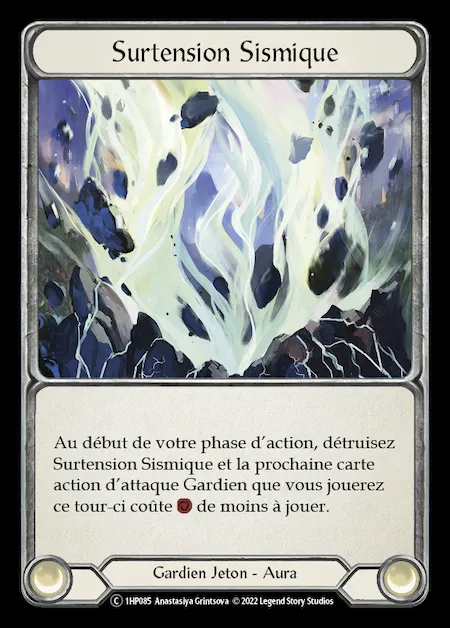 Surtension Sismique
Au début de votre phase d'action, détruisez
Surtension Sismique et la prochaine carte
action d'attaque Gardien que vous jouerez
ce tour-ci coûte de moins à jouer.
Gardien Jeton - Aura
C 1HP085 Anastasiya Grintsova © 2022 Legend Story Studios